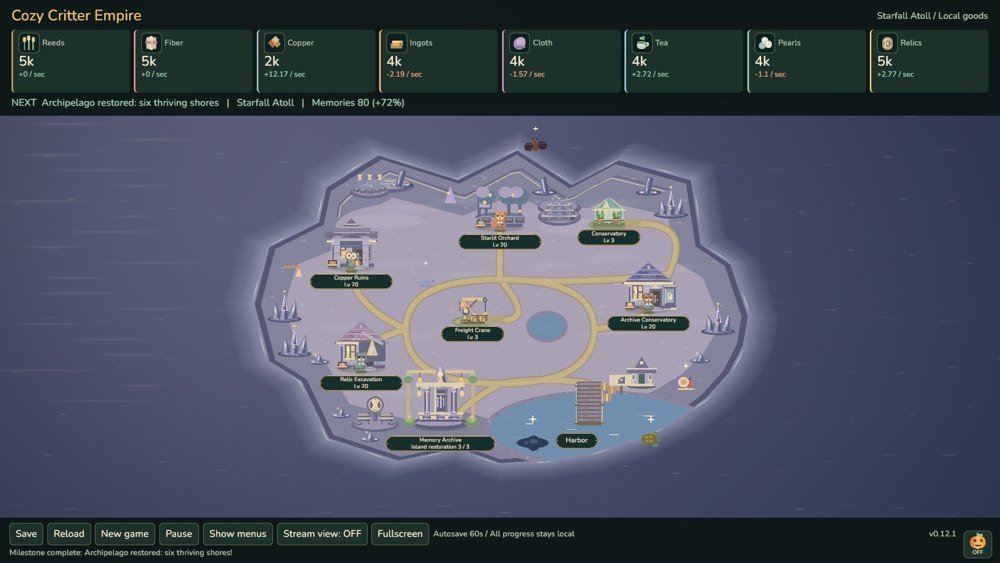 Cozy Critter Empire
Starfall Atoll / Local goods
Reeds
5k
+0 / sec
Fiber
5k
+0 / sec
Copper
2k
+12.17 / sec
Ingots
4k
-2.19 / sec
Cloth
4k
-1.57 / sec
Tea
4k
+2.72 / sec
Pearls
4k
-1.1 / sec
Relics
5k
+2.77 / sec
NEXT Archipelago restored: six thriving shores | Starfall Atoll | Memories 80 (+72%)
Starlit Orchard
Lv 20
Conservatory
Lv 3
Copper Ruins
Lv 20
Archive Conservatory
Lv 20
Freight Crane
Lv 3
Relic Excavation
Lv 20
Memory Archive
Island restoration 3 / 3
Harbor
Save
Reload
New game
Pause
Show menus
Stream view: OFF
Fullscreen
Autosave 60s / All progress stays local
v0.12.1
OFF
Milestone complete: Archipelago restored: six thriving shores!